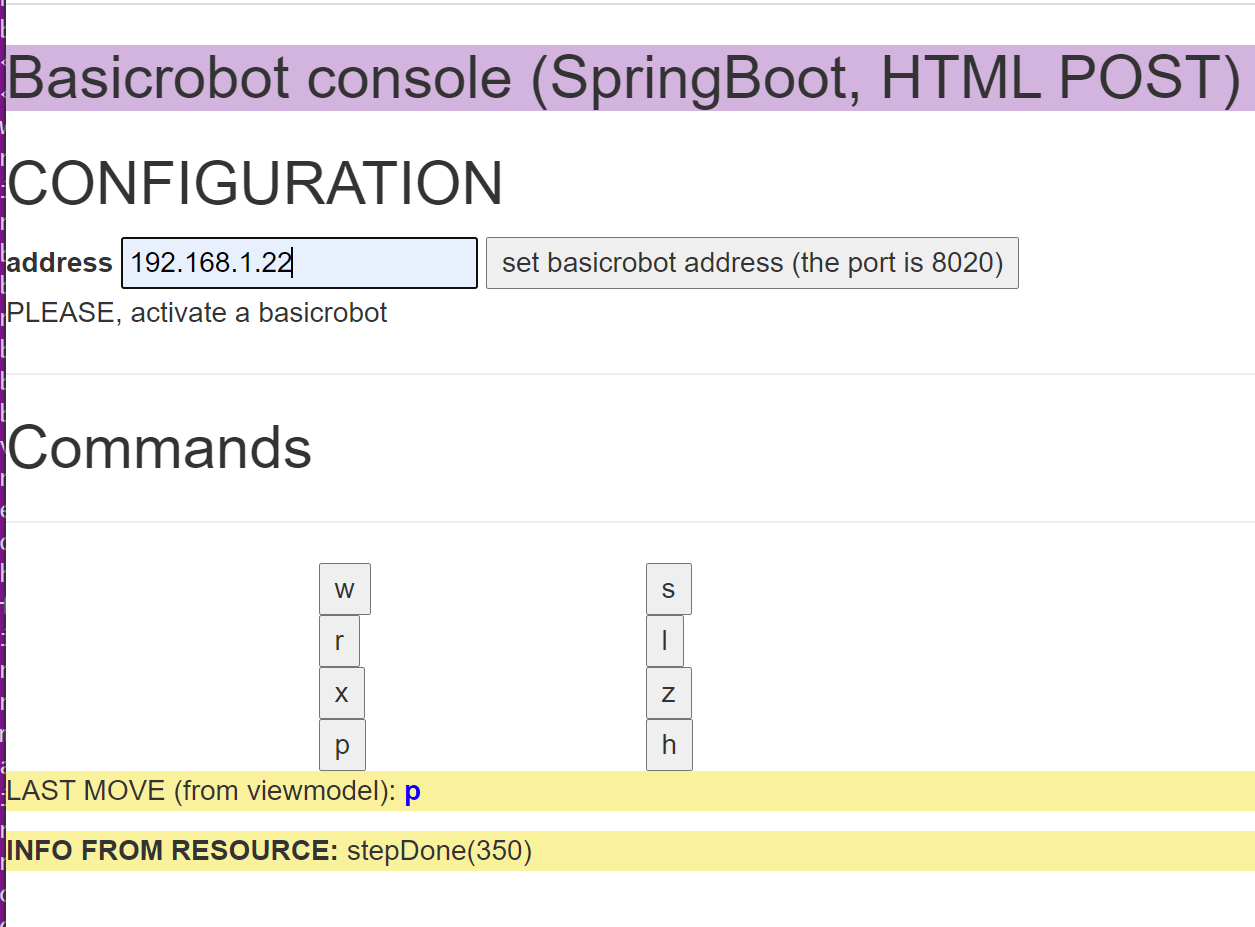 Basicrobot console (SpringBoot, HTML POST)
CONFIGURATION
address 192.168.1.22 set basicrobot address (the port is 8020)
PLEASE, activate a basicrobot
Commands
w s
r l
x z
p h
LAST MOVE (from viewmodel): p
INFO FROM RESOURCE: stepDone(350)